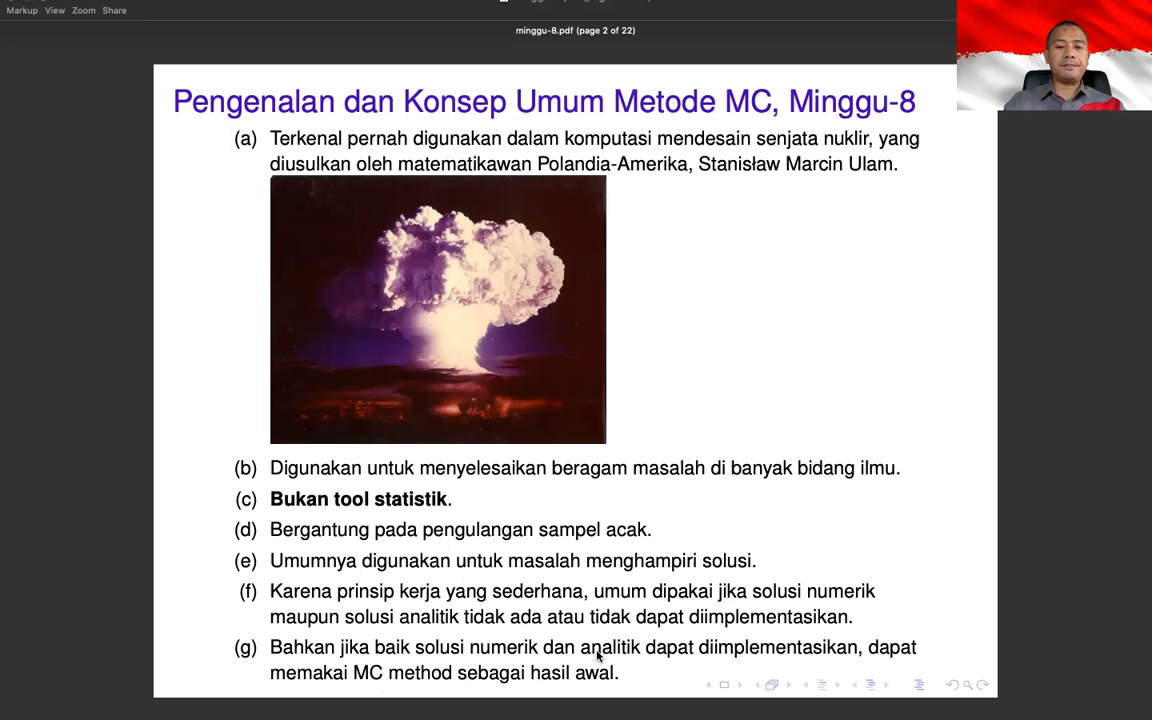 Markup View Zoom Share
minggu-8.pdf (page 2 of 22)
Pengenalan dan Konsep Umum Metode MC, Minggu-8
(a) Terkenal pernah digunakan dalam komputasi mendesain senjata nuklir, yang
diusulkan oleh matematikawan Polandia-Amerika, Stanisław Marcin Ulam.
(b) Digunakan untuk menyelesaikan beragam masalah di banyak bidang ilmu.
(c) Bukan tool statistik.
(d) Bergantung pada pengulangan sampel acak.
(e) Umumnya digunakan untuk masalah menghampiri solusi.
(f) Karena prinsip kerja yang sederhana, umum dipakai jika solusi numerik
maupun solusi analitik tidak ada atau tidak dapat diimplementasikan.
(g) Bahkan jika baik solusi numerik dan analitik dapat diimplementasikan, dapat
memakai MC method sebagai hasil awal.